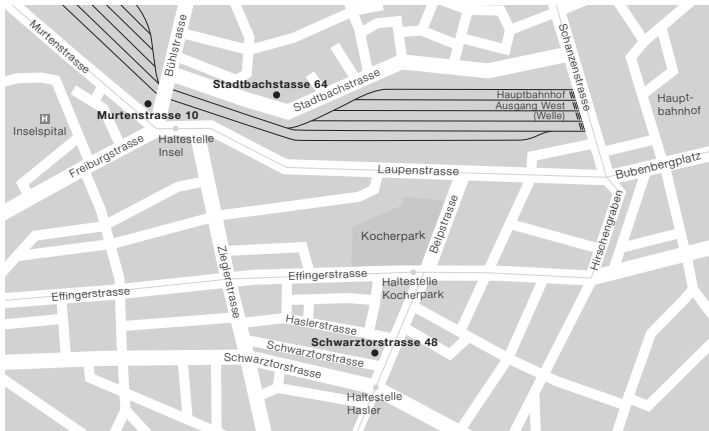 Murtenstrasse
Bühlstrasse
Schanzenstrasse
Stadtbachstasse 64
Stadtbachstrasse
Hauptbahnhof
Ausgang West
(Welle)
Haupt-
bahnhof
Murtenstrasse 10
H
Inselspital
Haltestelle
Insel
Freiburgstrasse
Laupenstrasse
Bubenbergplatz
Hirschengraben
Belpstrasse
Kocherpark
Zieglerstrasse
Effingerstrasse
Effingerstrasse
Haltestelle
Kocherpark
Haslerstrasse
Schwarztorstrasse 48
Schwarztorstrasse
Schwarztorstrasse
Haltestelle
Hasler